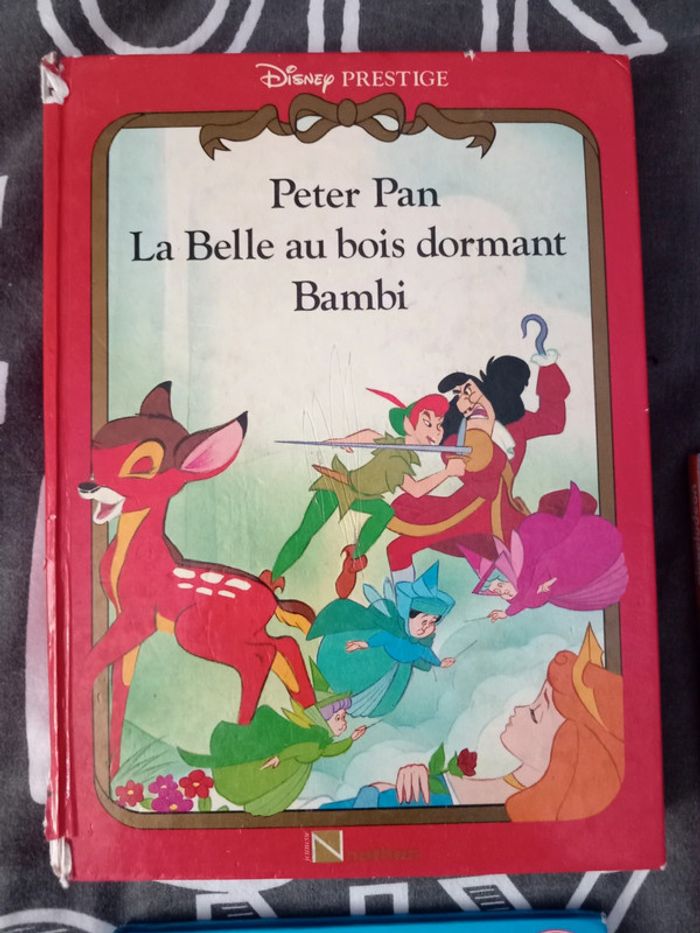 Disney PRESTIGE
Peter Pan
La Belle au bois dormant
Bambi